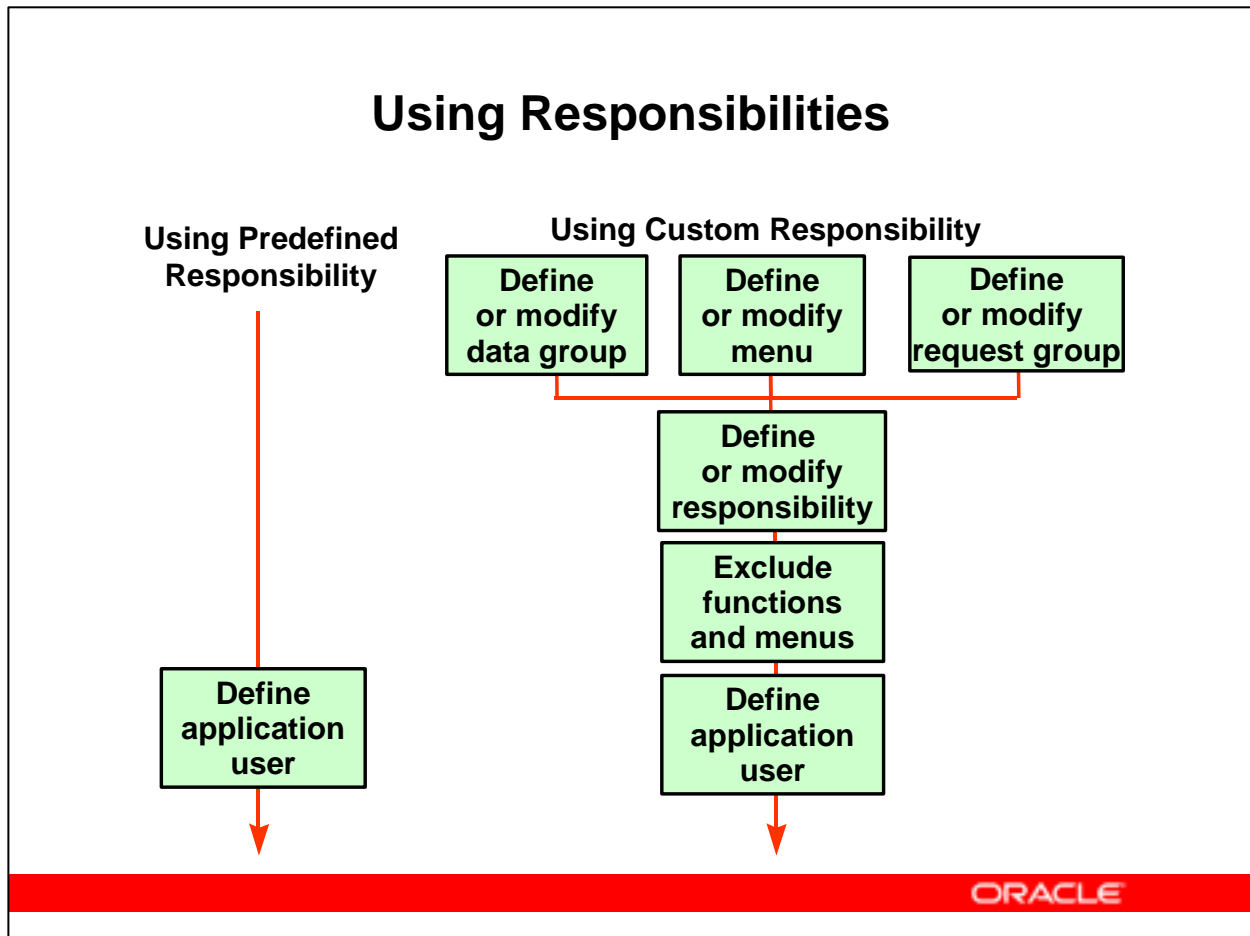 Using Responsibilities
Using Predefined
Responsibility
Using Custom Responsibility
Define
or modify
data group
Define
or modify
menu
Define
or modify
request group
Define
or modify
responsibility
Exclude
functions
and menus
Define
application
user
Define
application
user
ORACLE